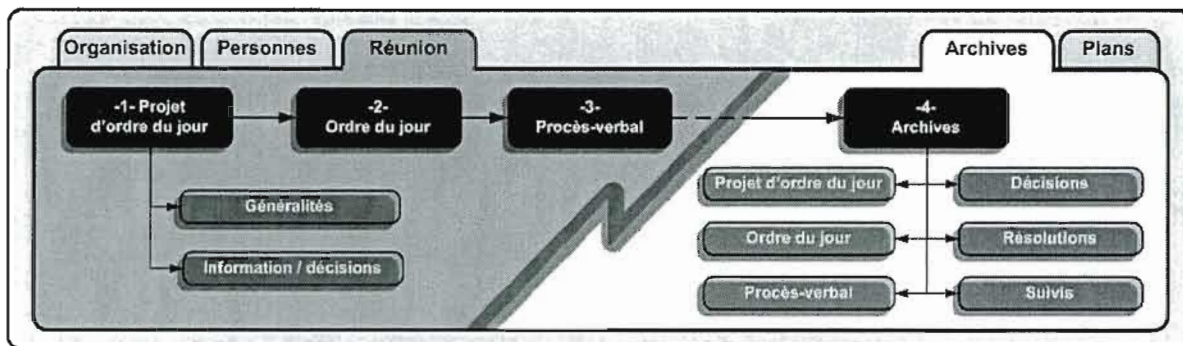 Organisation
Personnes
Réunion
Archives
Plans
-1- Projet
d'ordre du jour
-2-
Ordre du jour
-3-
Procès-verbal
-4-
Archives
Généralités
Information / décisions
Projet d'ordre du jour
Décisions
Ordre du jour
Résolutions
Procès-verbal
Suivis